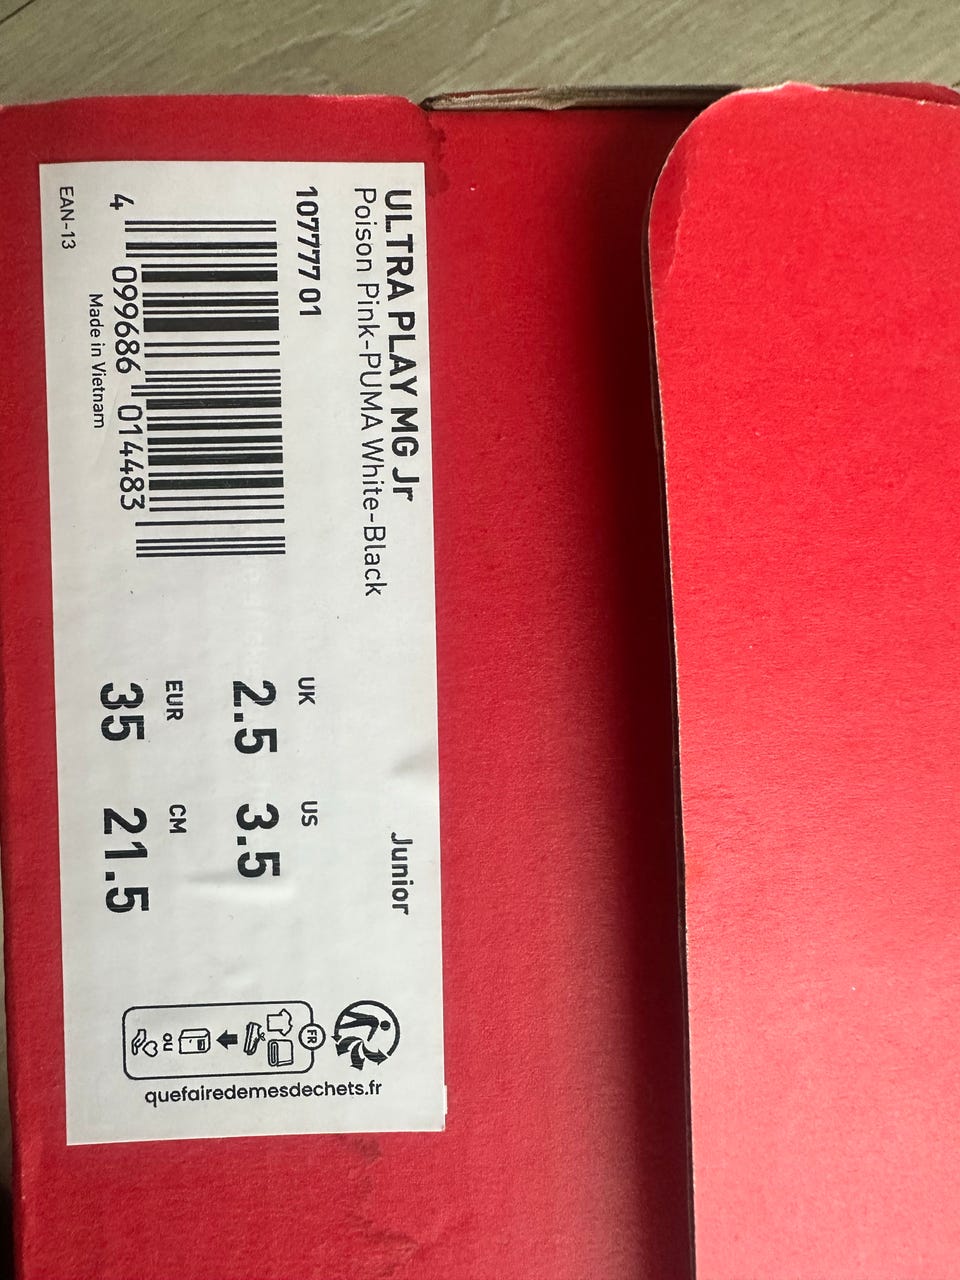 ULTRA PLAY MG Jr
Poison Pink-PUMA White-Black
Junior
107777 01
4 099686 014483
Made in Vietnam
EAN-13
UK
2.5
US
3.5
EUR
35
CM
21.5
FR
OU
quefairedemesdechets.fr